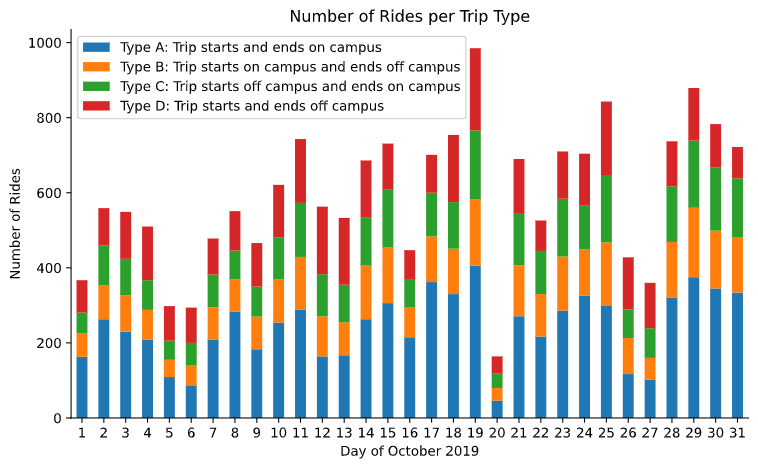 Number of Rides per Trip Type
1000
800
600
400
200
0
Number of Rides
Type A: Trip starts and ends on campus
Type B: Trip starts on campus and ends off campus
Type C: Trip starts off campus and ends on campus
Type D: Trip starts and ends off campus
1 2 3 4 5 6 7 8 9 10 11 12 13 14 15 16 17 18 19 20 21 22 23 24 25 26 27 28 29 30 31
Day of October 2019